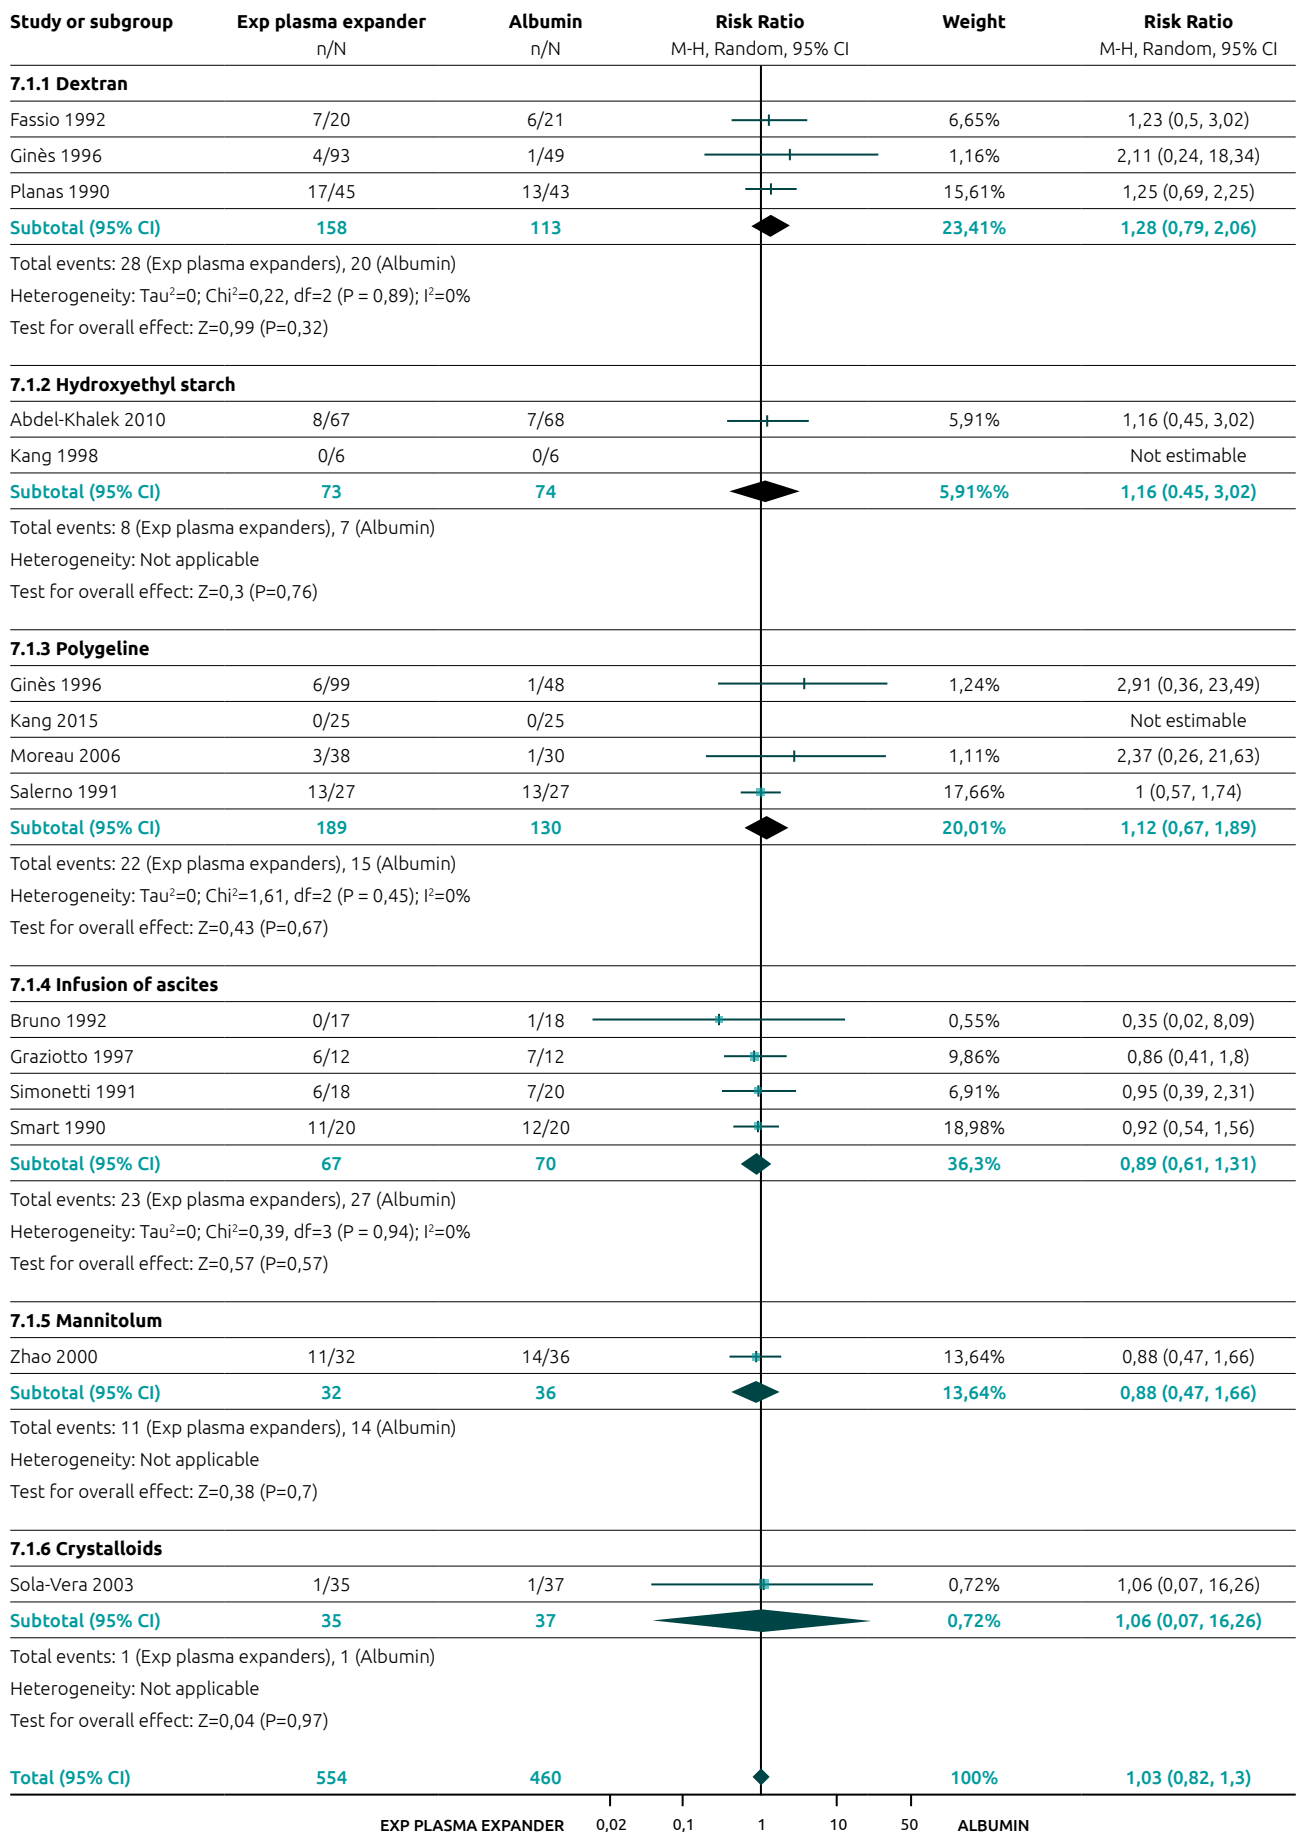 Study or subgroup Exp plasma expander Albumin Risk Ratio Weight Risk Ratio
n/N n/N M-H, Random, 95% CI M-H, Random, 95% CI
7.1.1 Dextran
Fassio 1992 7/20 6/21 6,65% 1,23 (0,5, 3,02)
Ginès 1996 4/93 1/49 1,16% 2,11 (0,24, 18,34)
Planas 1990 17/45 13/43 15,61% 1,25 (0,69, 2,25)
Subtotal (95% CI) 158 113 23,41% 1,28 (0,79, 2,06)
Total events: 28 (Exp plasma expanders), 20 (Albumin)
Heterogeneity: Tau²=0; Chi²=0,22, df=2 (P = 0,89); I²=0%
Test for overall effect: Z=0,99 (P=0,32)
7.1.2 Hydroxyethyl starch
Abdel-Khalek 2010 8/67 7/68 5,91% 1,16 (0,45, 3,02)
Kang 1998 0/6 0/6 Not estimable
Subtotal (95% CI) 73 74 5,91%% 1,16 (0.45, 3,02)
Total events: 8 (Exp plasma expanders), 7 (Albumin)
Heterogeneity: Not applicable
Test for overall effect: Z=0,3 (P=0,76)
7.1.3 Polygeline
Ginès 1996 6/99 1/48 1,24% 2,91 (0,36, 23,49)
Kang 2015 0/25 0/25 Not estimable
Moreau 2006 3/38 1/30 1,11% 2,37 (0,26, 21,63)
Salerno 1991 13/27 13/27 17,66% 1 (0,57, 1,74)
Subtotal (95% CI) 189 130 20,01% 1,12 (0,67, 1,89)
Total events: 22 (Exp plasma expanders), 15 (Albumin)
Heterogeneity: Tau²=0; Chi²=1,61, df=2 (P = 0,45); I²=0%
Test for overall effect: Z=0,43 (P=0,67)
7.1.4 Infusion of ascites
Bruno 1992 0/17 1/18 0,55% 0,35 (0,02, 8,09)
Graziotto 1997 6/12 7/12 9,86% 0,86 (0,41, 1,8)
Simonetti 1991 6/18 7/20 6,91% 0,95 (0,39, 2,31)
Smart 1990 11/20 12/20 18,98% 0,92 (0,54, 1,56)
Subtotal (95% CI) 67 70 36,3% 0,89 (0,61, 1,31)
Total events: 23 (Exp plasma expanders), 27 (Albumin)
Heterogeneity: Tau²=0; Chi²=0,39, df=3 (P = 0,94); I²=0%
Test for overall effect: Z=0,57 (P=0,57)
7.1.5 Mannitolum
Zhao 2000 11/32 14/36 13,64% 0,88 (0,47, 1,66)
Subtotal (95% CI) 32 36 13,64% 0,88 (0,47, 1,66)
Total events: 11 (Exp plasma expanders), 14 (Albumin)
Heterogeneity: Not applicable
Test for overall effect: Z=0,38 (P=0,7)
7.1.6 Crystalloids
Sola-Vera 2003 1/35 1/37 0,72% 1,06 (0,07, 16,26)
Subtotal (95% CI) 35 37 0,72% 1,06 (0,07, 16,26)
Total events: 1 (Exp plasma expanders), 1 (Albumin)
Heterogeneity: Not applicable
Test for overall effect: Z=0,04 (P=0,97)
Total (95% CI) 554 460 100% 1,03 (0,82, 1,3)
EXP PLASMA EXPANDER 0,02 0,1 1 10 50 ALBUMIN